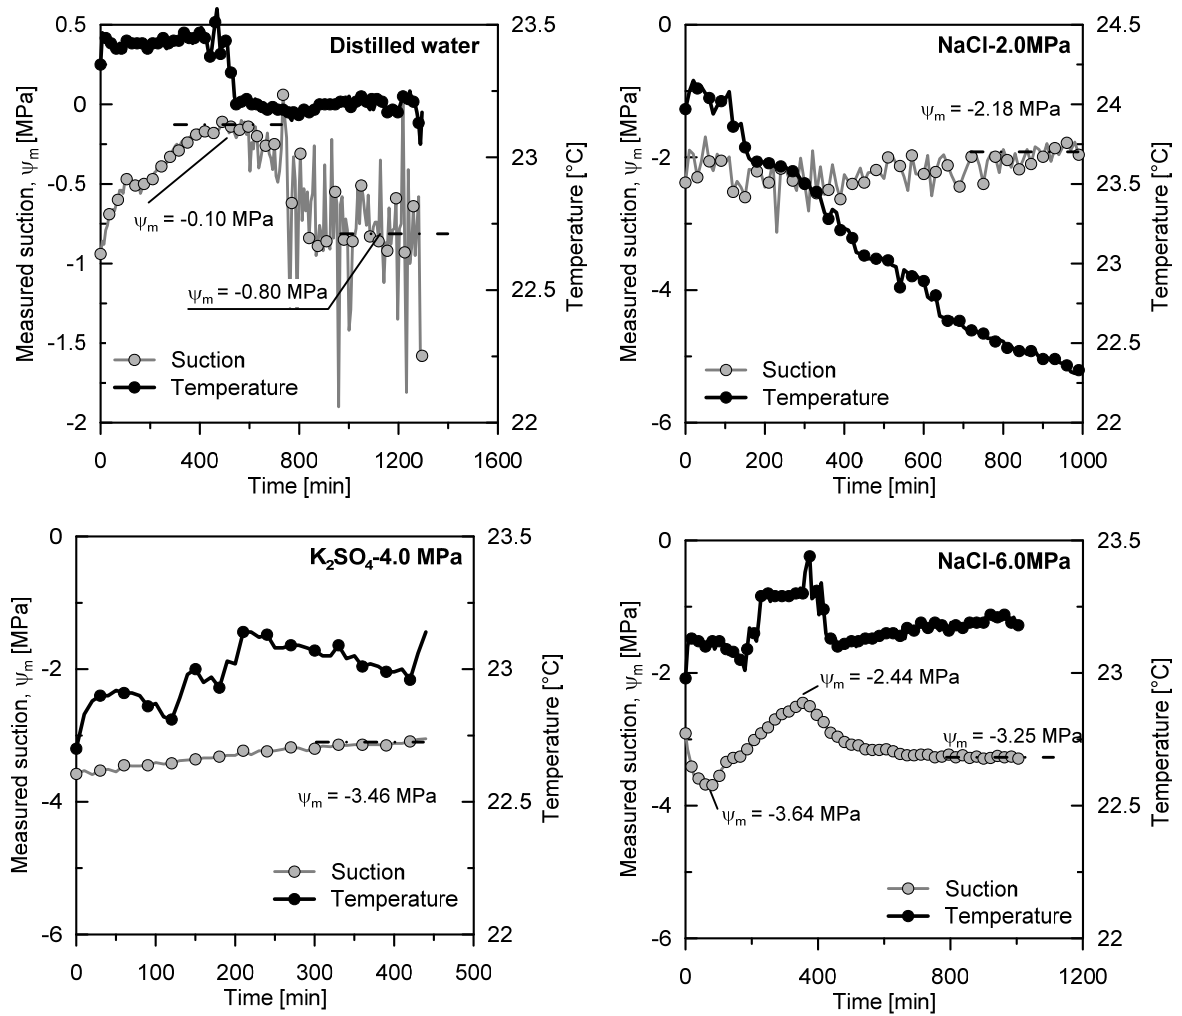 Distilled water
Measured suction, ψm [MPa]
0.5
0
-0.5
-1
-1.5
-2
23.5
23
22.5
22
Temperature [°C]
ψm = -0.10 MPa
ψm = -0.80 MPa
Suction
Temperature
0 400 800 1200 1600
Time [min]
NaCl-2.0MPa
Measured suction, ψm [MPa]
0
-2
-4
-6
24.5
24
23.5
23
22.5
22
Temperature [°C]
ψm = -2.18 MPa
Suction
Temperature
0 200 400 600 800 1000
Time [min]
K2SO4-4.0 MPa
Measured suction, ψm [MPa]
0
-2
-4
-6
23.5
23
22.5
22
Temperature [°C]
ψm = -3.46 MPa
Suction
Temperature
0 100 200 300 400 500
Time [min]
NaCl-6.0MPa
Measured suction, ψm [MPa]
0
-2
-4
-6
23.5
23
22.5
22
Temperature [°C]
ψm = -2.44 MPa
ψm = -3.25 MPa
ψm = -3.64 MPa
Suction
Temperature
0 400 800 1200
Time [min]